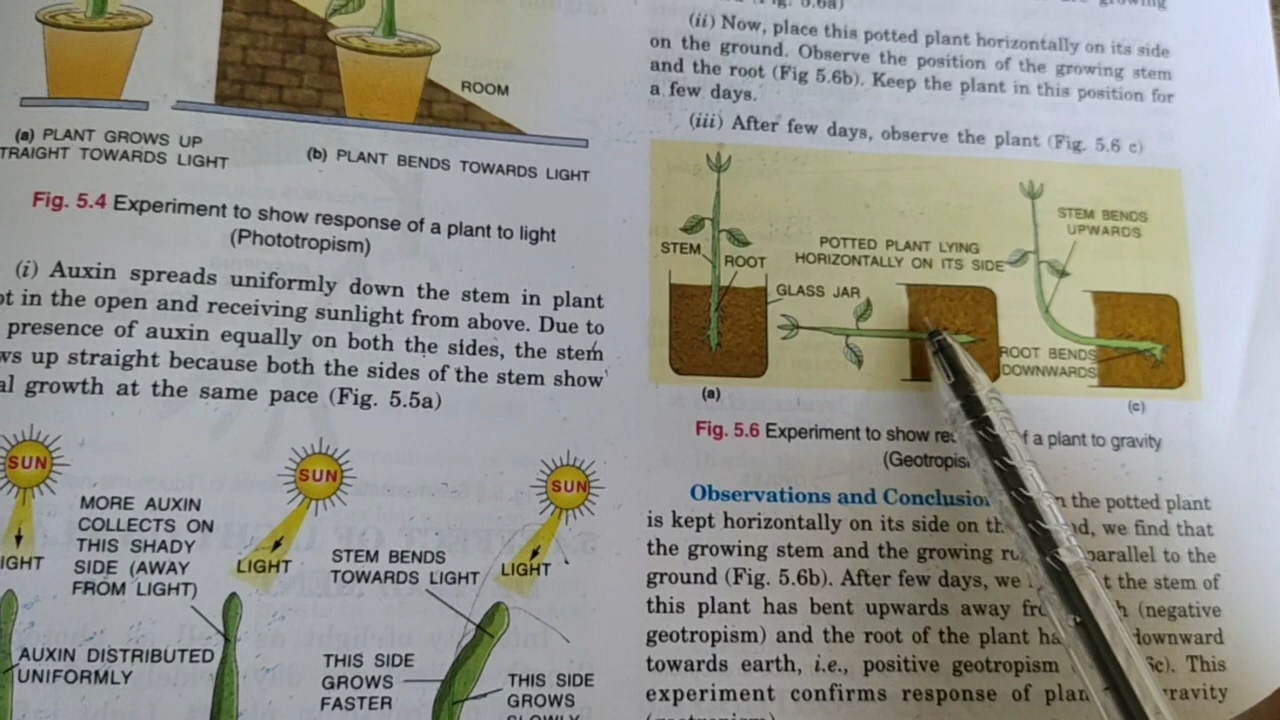 ROOM
(a) PLANT GROWS UP
TRAIGHT TOWARDS LIGHT
(b) PLANT BENDS TOWARDS LIGHT
Fig. 5.4 Experiment to show response of a plant to light
(Phototropism)
(i) Auxin spreads uniformly down the stem in plant
in the open and receiving sunlight from above. Due to
presence of auxin equally on both the sides, the stem
ws up straight because both the sides of the stem show
al growth at the same pace (Fig. 5.5a)
SUN
SUN
SUN
MORE AUXIN
COLLECTS ON
THIS SHADY
SIDE (AWAY
FROM LIGHT)
IGHT
LIGHT
STEM BENDS
TOWARDS LIGHT
LIGHT
AUXIN DISTRIBUTED
UNIFORMLY
THIS SIDE
GROWS
FASTER
THIS SIDE
GROWS
(ii) Now, place this potted plant horizontally on its side
on the ground. Observe the position of the growing stem
and the root (Fig 5.6b). Keep the plant in this position for
a few days.
(iii) After few days, observe the plant (Fig. 5.6 c)
STEM
ROOT
POTTED PLANT LYING
HORIZONTALLY ON ITS SIDE
GLASS JAR
STEM BENDS
UPWARDS
ROOT BENDS
DOWNWARDS
(a)
(c)
Fig. 5.6 Experiment to show res f a plant to gravity
(Geotropis
Observations and Conclusio the potted plant
is kept horizontally on its side on th d, we find that
the growing stem and the growing parallel to the
ground (Fig. 5.6b). After few days, we t the stem of
this plant has bent upwards away fr h (negative
geotropism) and the root of the plant ha downward
towards earth, i.e., positive geotropism 6c). This
experiment confirms response of plan ravity